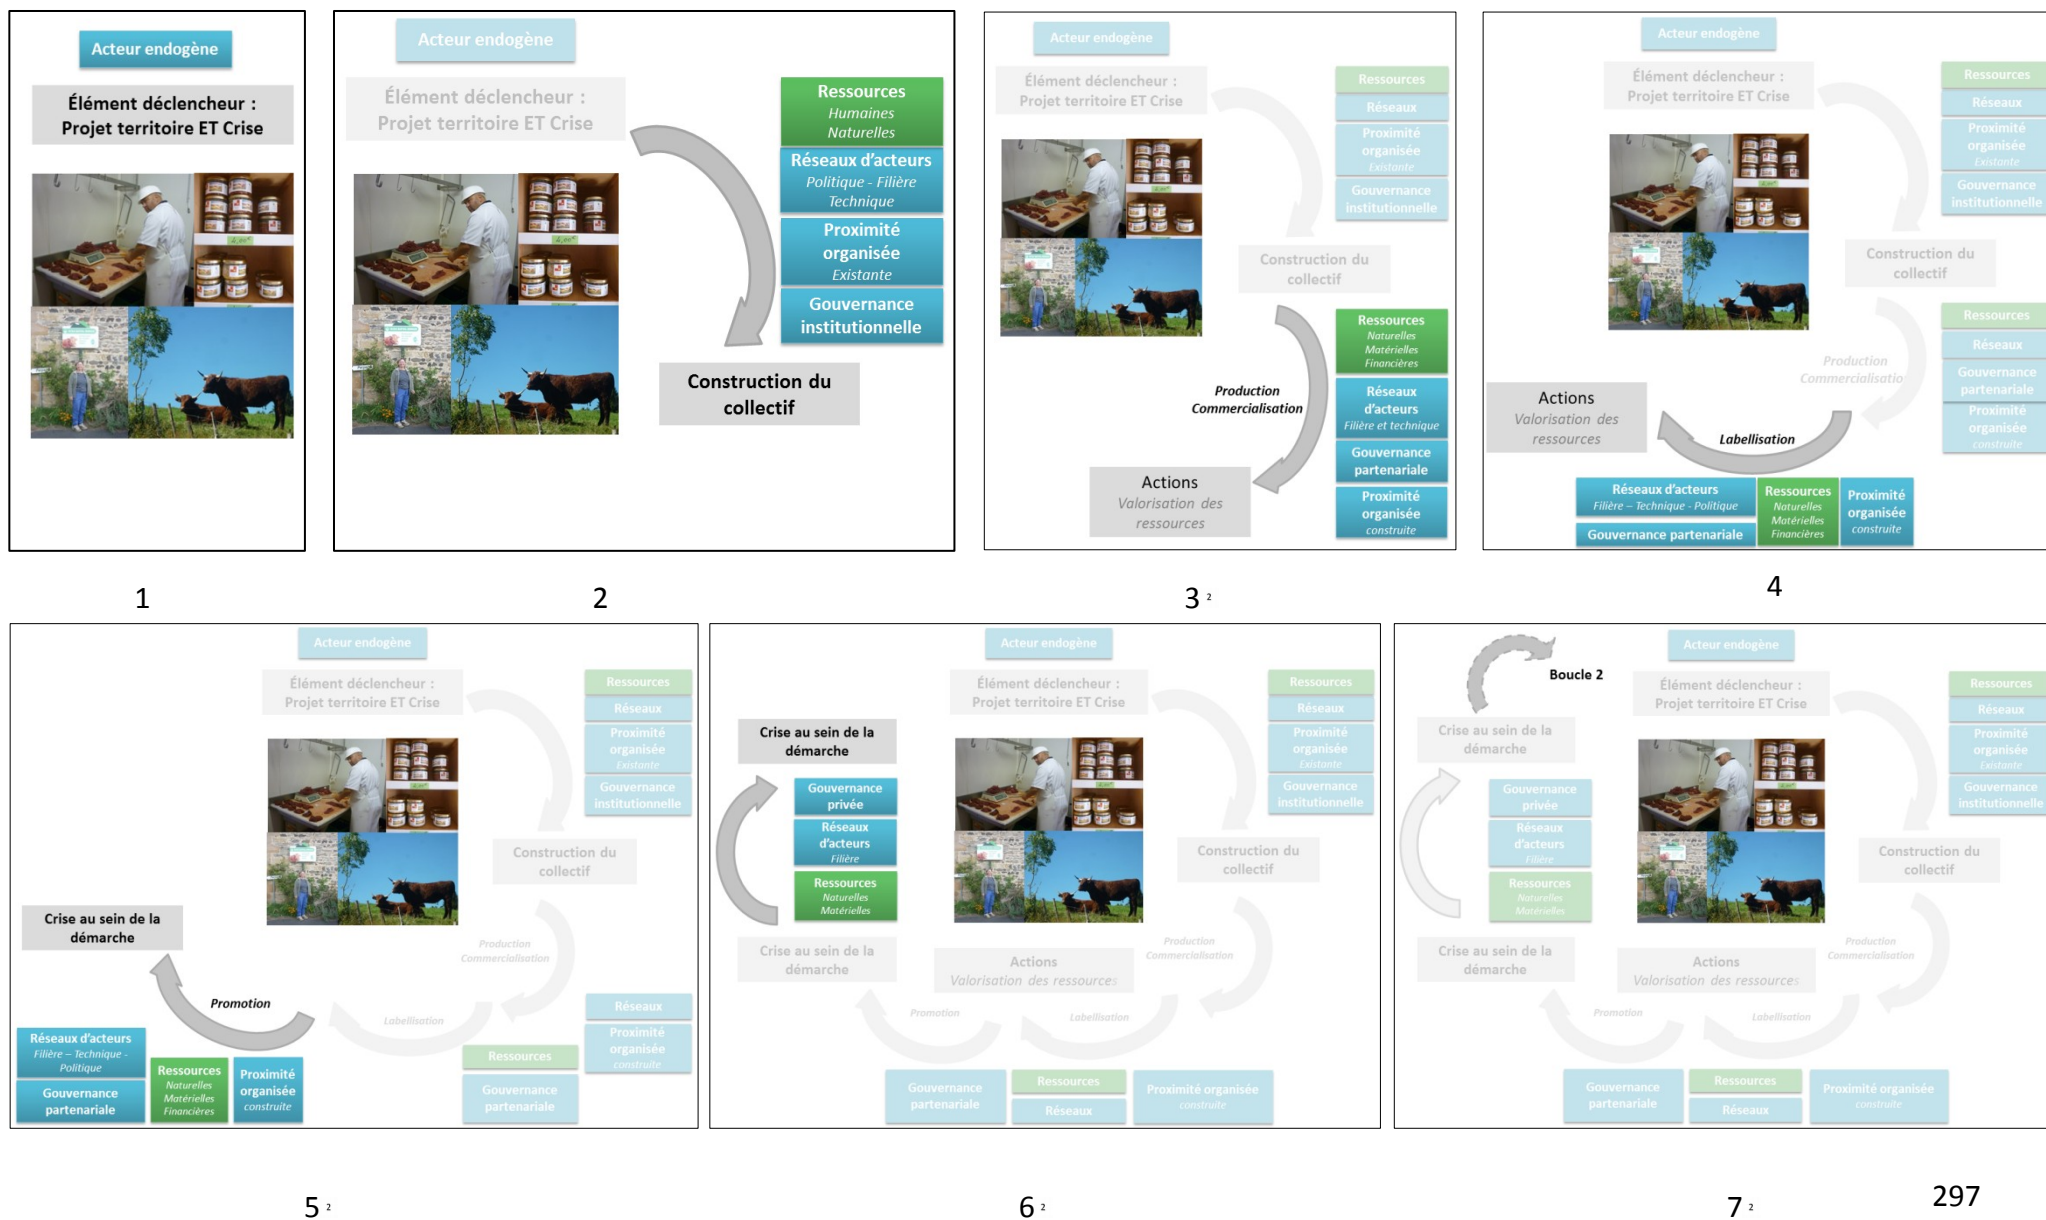 Acteur endogène
Élément déclencheur :
Projet territoire ET Crise
1
Acteur endogène
Élément déclencheur :
Projet territoire ET Crise
Ressources
Humaines
Naturelles
Réseaux d'acteurs
Politique - Filière
Technique
Proximité
organisée
Existante
Gouvernance
institutionnelle
Construction du
collectif
2
Acteur endogène
Élément déclencheur :
Projet territoire ET Crise
Ressources
Réseaux
Proximité
organisée
Existante
Gouvernance
institutionnelle
Construction du
collectif
Production
Commercialisation
Ressources
Naturelles
Matérielles
Financières
Réseaux
d'acteurs
Filière et technique
Gouvernance
partenariale
Proximité
organisée
construite
Actions
Valorisation des
ressources
3 2
Acteur endogène
Élément déclencheur :
Projet territoire ET Crise
Ressources
Réseaux
Proximité
organisée
Existante
Gouvernance
institutionnelle
Construction du
collectif
Production
Commercialisatio
Ressources
Réseaux
Gouvernance
partenariale
Proximité
organisée
construite
Actions
Valorisation des
ressources
Labellisation
Réseaux d'acteurs
Filière – Technique - Politique
Gouvernance partenariale
Ressources
Naturelles
Matérielles
Financières
Proximité
organisée
construite
4
Acteur endogène
Élément déclencheur :
Projet territoire ET Crise
Ressources
Réseaux
Proximité
organisée
Existante
Gouvernance
institutionnelle
Construction du
collectif
Production
Commercialisation
Crise au sein de la
démarche
Promotion
Labellisation
Réseaux
Proximité
organisée
construite
Ressources
Gouvernance
partenariale
Réseaux d'acteurs
Filière – Technique -
Politique
Gouvernance
partenariale
Ressources
Naturelles
Matérielles
Financières
Proximité
organisée
construite
5 2
Acteur endogène
Élément déclencheur :
Projet territoire ET Crise
Ressources
Réseaux
Proximité
organisée
Existante
Gouvernance
institutionnelle
Crise au sein de la
démarche
Gouvernance
privée
Réseaux
d'acteurs
Filière
Ressources
Naturelles
Matérielles
Construction du
collectif
Crise au sein de la
démarche
Actions
Valorisation des ressources
Production
Commercialisation
Promotion
Labellisation
Gouvernance
partenariale
Ressources
Réseaux
Proximité organisée
construite
6 2
Boucle 2
Acteur endogène
Élément déclencheur :
Projet territoire ET Crise
Ressources
Réseaux
Proximité
organisée
Existante
Gouvernance
institutionnelle
Crise au sein de la
démarche
Gouvernance
privée
Réseaux
d'acteurs
Filière
Ressources
Naturelles
Matérielles
Construction du
collectif
Crise au sein de la
démarche
Actions
Valorisation des ressources
Production
Commercialisation
Promotion
Labellisation
Gouvernance
partenariale
Ressources
Réseaux
Proximité organisée
construite
7 2
297